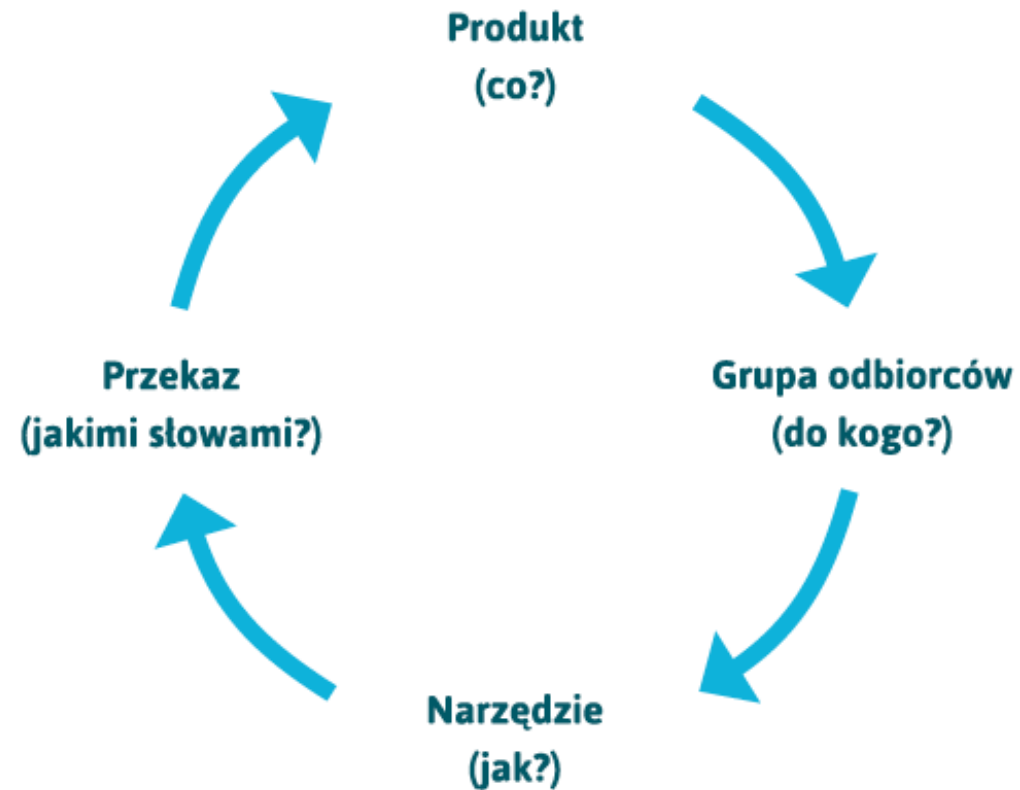 Produkt
(co?)
Przekaz
(jakimi słowami?)
Grupa odbiorców
(do kogo?)
Narzędzie
(jak?)